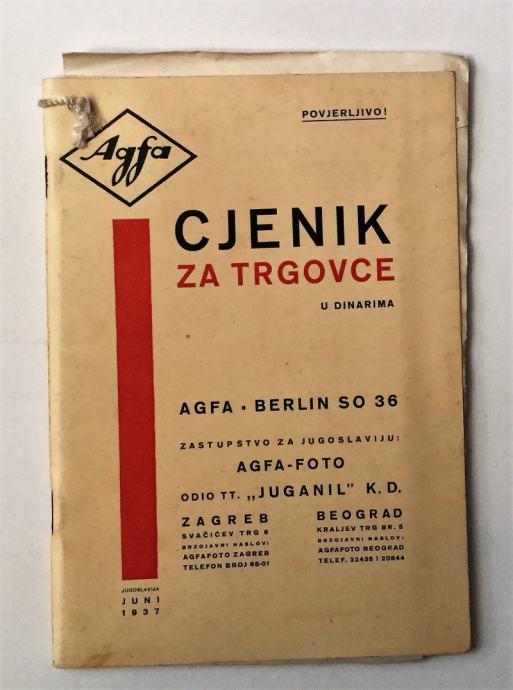 POVJERLJIVO!
Agfa
CJENIK
ZA TRGOVCE
U DINARIMA
AGFA · BERLIN SO 36
ZASTUPSTVO ZA JUGOSLAVIJU:
AGFA-FOTO
ODIO TT. „JUGANIL" K. D.
ZAGREB
SVAČIĆEV TRG 6
BRZOJAVNI NASLOV:
AGFAFOTO ZAGREB
TELEFON BROJ 68-01
BEOGRAD
KRALJEV TRG BR. 5
BRZOJAVNI NASLOV:
AGFAFOTO BEOGRAD
TELEF. 22435 I 20844
JUGOSLAVIJA
JUNI
1937